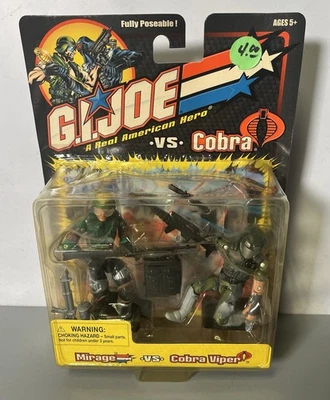 Fully Poseable !
AGES 5+
4.00
G.I.JOE
A Real American Hero
•VS• Cobra
WARNING:
CHOKING HAZARD – Small parts.
Not for children under 3 years.
Mirage •VS• Cobra Viper